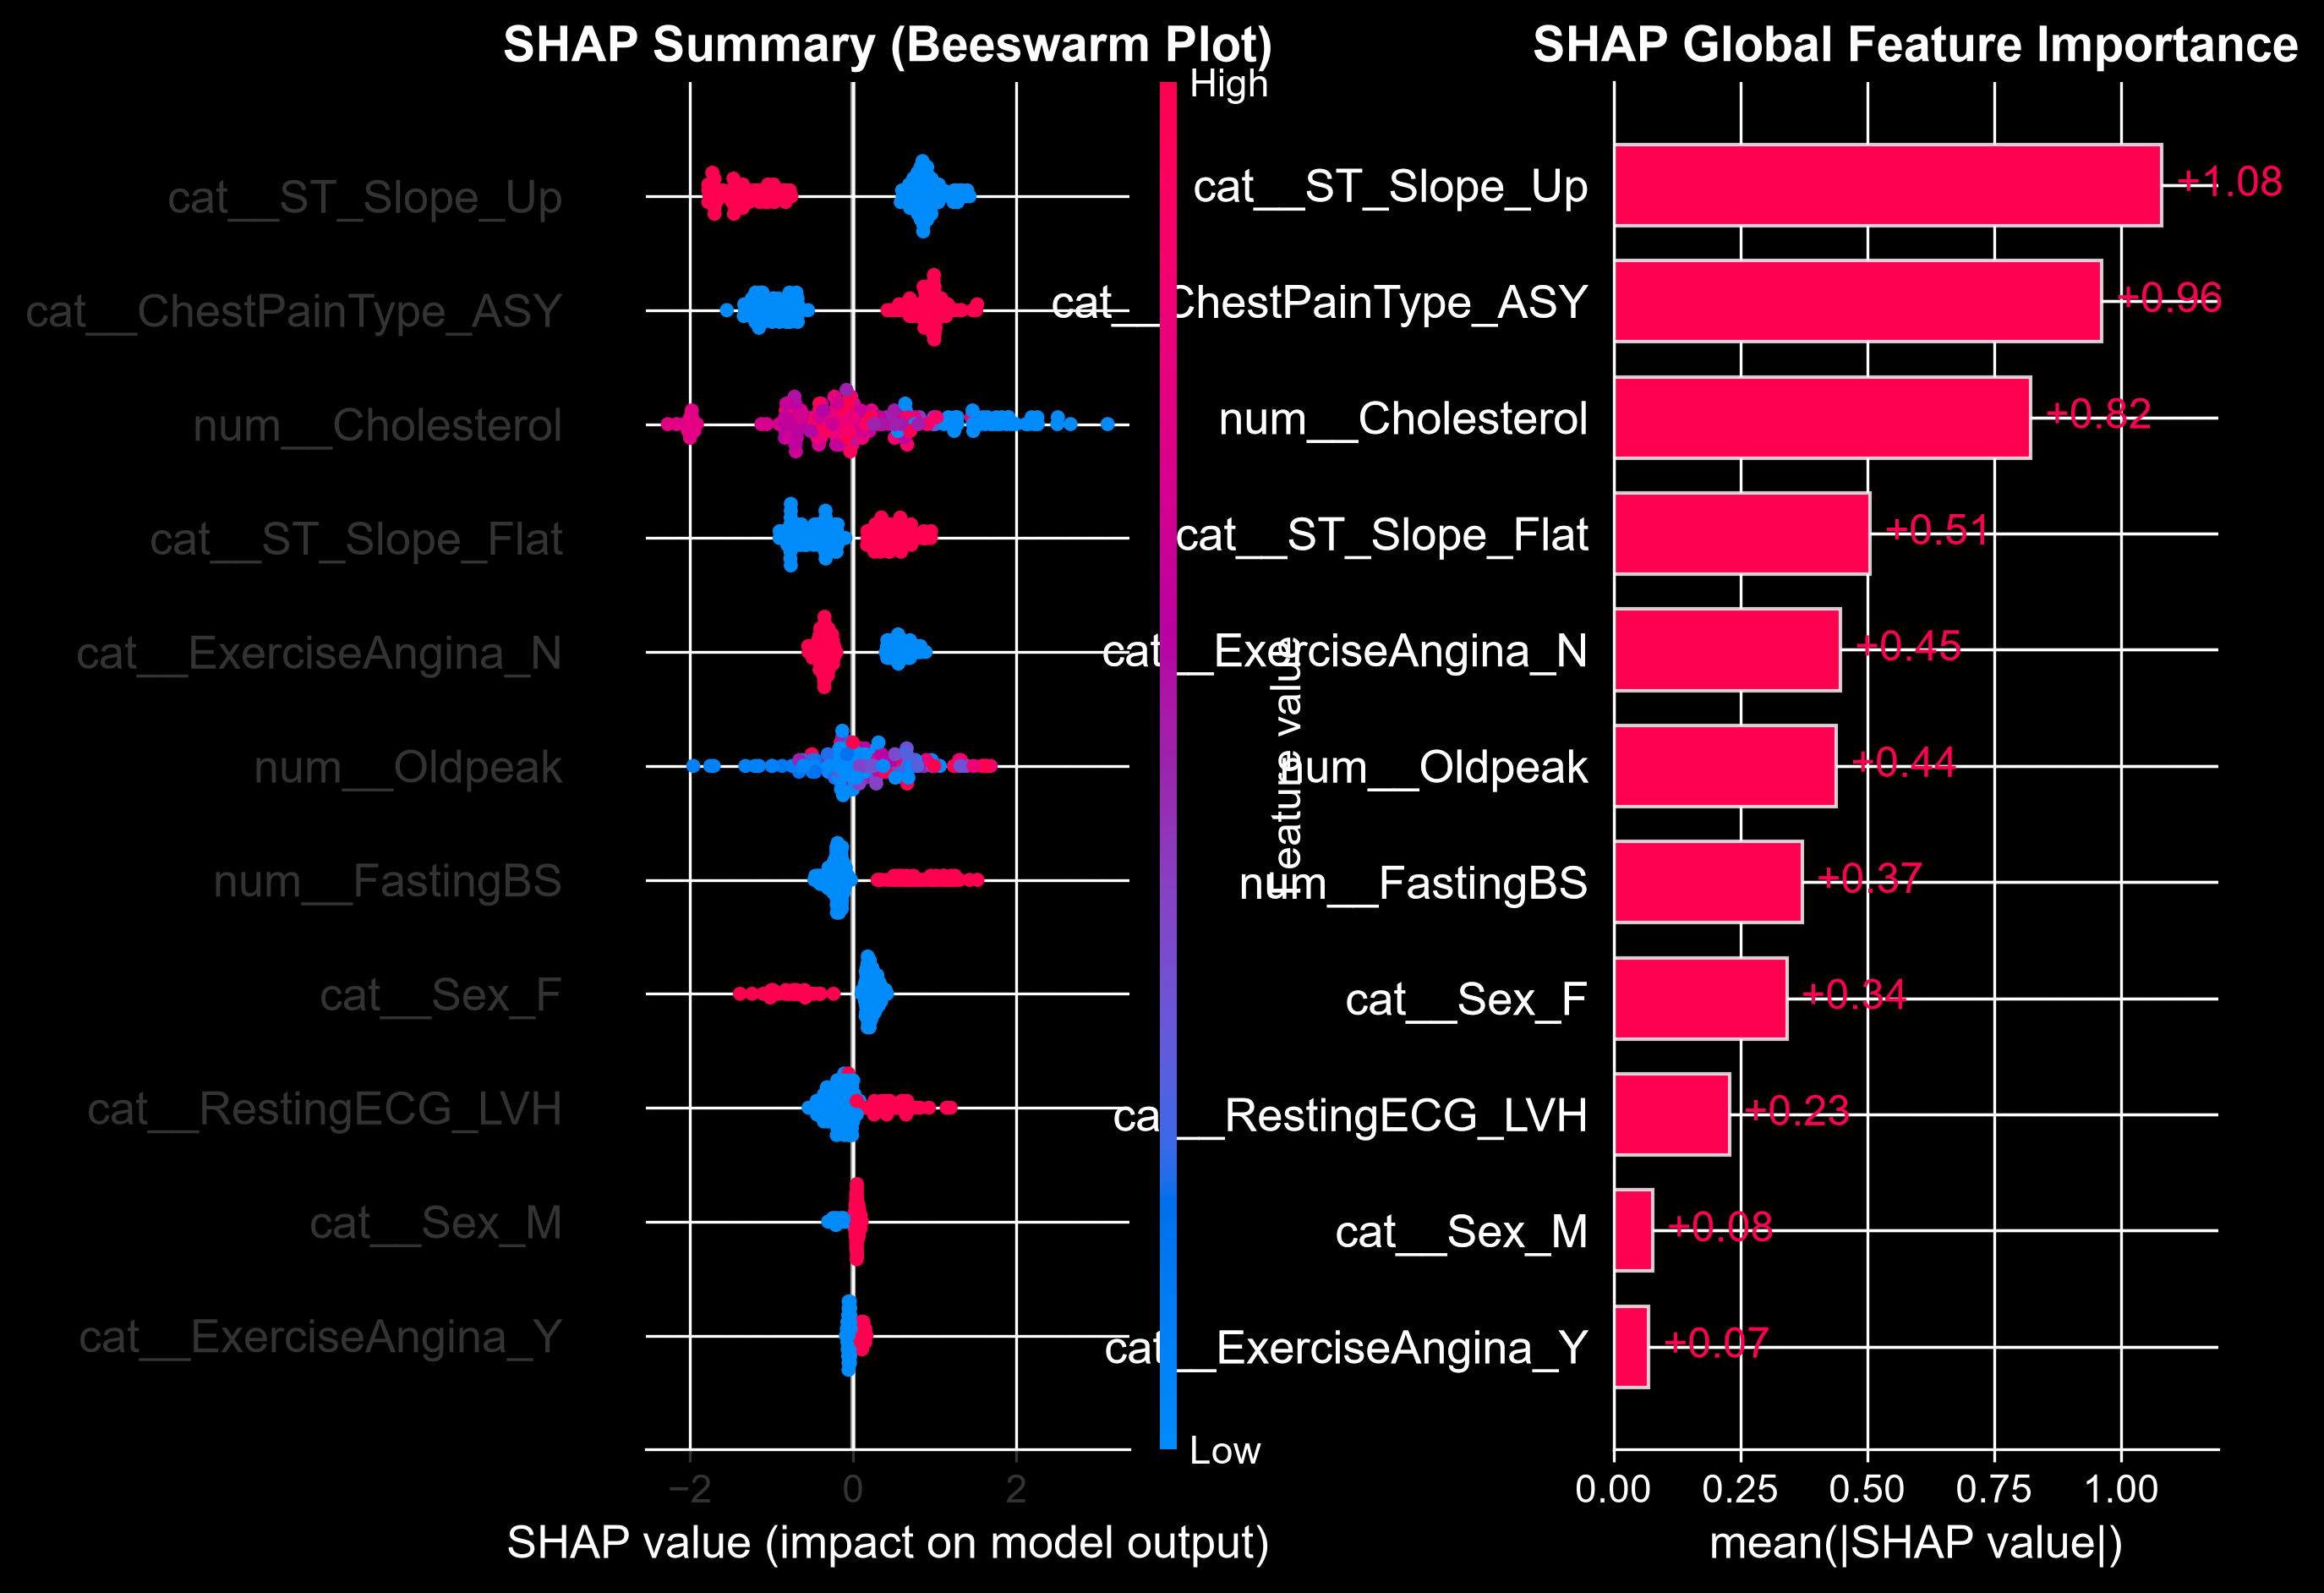 SHAP Summary (Beeswarm Plot)
High
cat__ST_Slope_Up
cat__ChestPainType_ASY
num__Cholesterol
cat__ST_Slope_Flat
cat__ExerciseAngina_N
num__Oldpeak
num__FastingBS
cat__Sex_F
cat__RestingECG_LVH
cat__Sex_M
cat__ExerciseAngina_Y
Feature value
Low
−2 0 2
SHAP value (impact on model output)
SHAP Global Feature Importance
cat__ST_Slope_Up +1.08
cat__ChestPainType_ASY +0.96
num__Cholesterol +0.82
cat__ST_Slope_Flat +0.51
cat__ExerciseAngina_N +0.45
num__Oldpeak +0.44
num__FastingBS +0.37
cat__Sex_F +0.34
cat__RestingECG_LVH +0.23
cat__Sex_M +0.08
cat__ExerciseAngina_Y +0.07
0.00 0.25 0.50 0.75 1.00
mean(|SHAP value|)